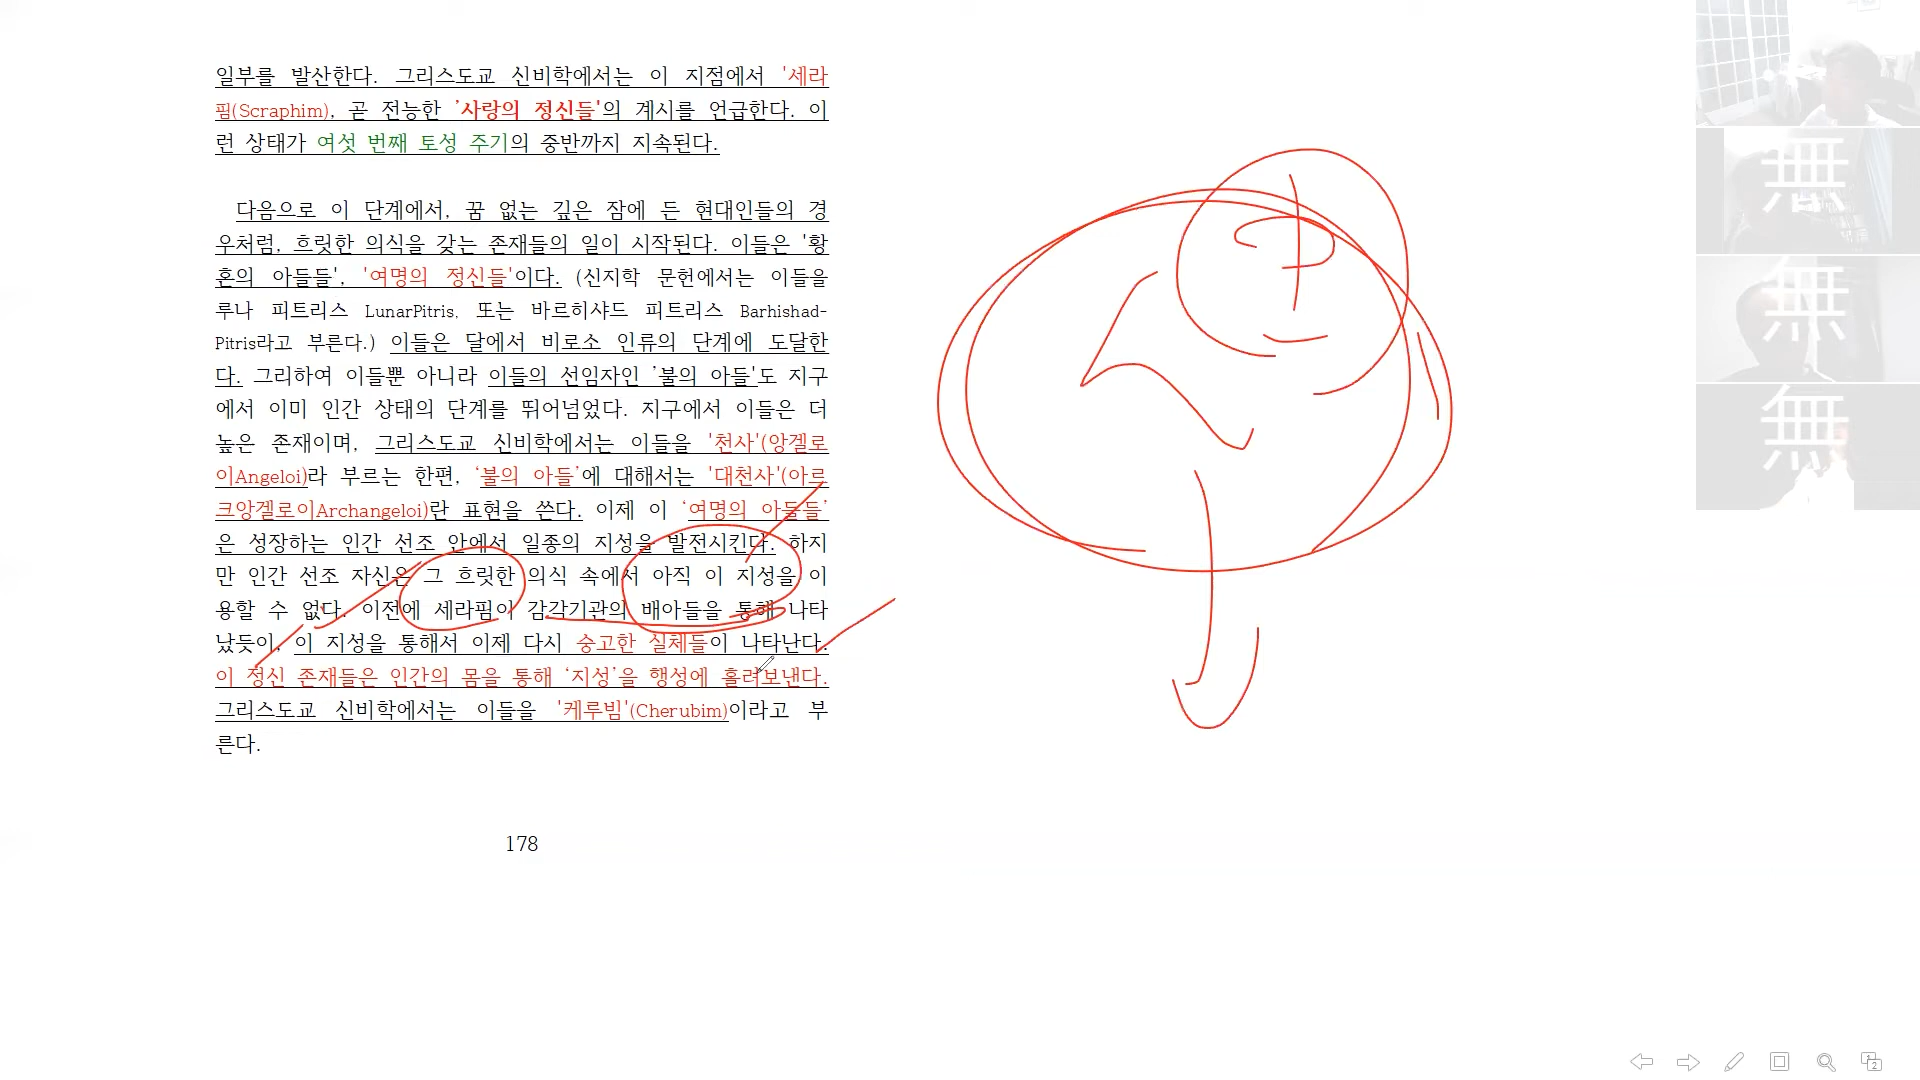 일부를 발산한다. 그리스도교 신비학에서는 이 지점에서 '세라
핌(Scraphim), 곧 전능한 '사랑의 정신들'의 계시를 언급한다. 이
런 상태가 여섯 번째 토성 주기의 중반까지 지속된다.
다음으로 이 단계에서, 꿈 없는 깊은 잠에 든 현대인들의 경
우처럼, 흐릿한 의식을 갖는 존재들의 일이 시작된다. 이들은 '황
혼의 아들들', '여명의 정신들'이다. (신지학 문헌에서는 이들을
루나 피트리스 LunarPitris, 또는 바르히샤드 피트리스 Barhishad-
Pitris라고 부른다.) 이들은 달에서 비로소 인류의 단계에 도달한
다. 그리하여 이들뿐 아니라 이들의 선임자인 '불의 아들'도 지구
에서 이미 인간 상태의 단계를 뛰어넘었다. 지구에서 이들은 더
높은 존재이며, 그리스도교 신비학에서는 이들을 '천사'(앙겔로
이Angeloi)라 부르는 한편, '불의 아들'에 대해서는 '대천사'(아르
크앙겔로이Archangeloi)란 표현을 쓴다. 이제 이 '여명의 아들들'
은 성장하는 인간 선조 안에서 일종의 지성을 발전시킨다. 하지
만 인간 선조 자신은 그 흐릿한 의식 속에서 아직 이 지성을 이
용할 수 없다. 이전에 세라핌이 감각기관의 배아들을 통해 나타
났듯이, 이 지성을 통해서 이제 다시 숭고한 실체들이 나타난다.
이 정신 존재들은 인간의 몸을 통해 '지성'을 행성에 흘려보낸다.
그리스도교 신비학에서는 이들을 '케루빔'(Cherubim)이라고 부
른다.
178
無
無
無